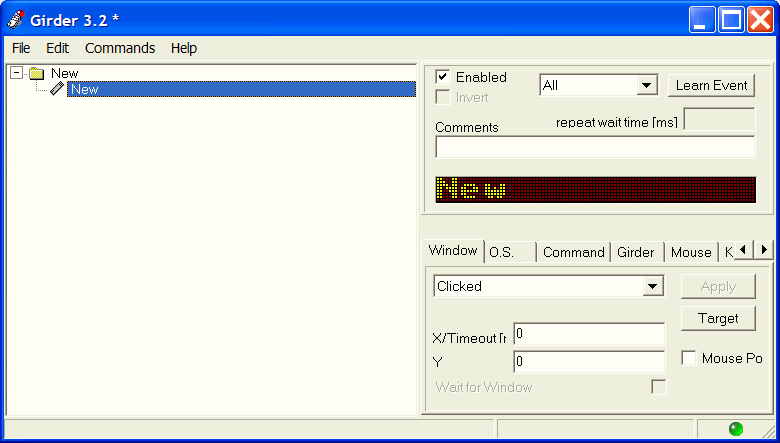 Girder 3.2 *
File Edit Commands Help
New
New
Enabled
Invert
All
Learn Event
repeat wait time [ms]
Comments
New
Window O.S. Command Girder Mouse K
Clicked
Apply
Target
X/Timeout [r
0
Y
0
Mouse Po
Wait for Window